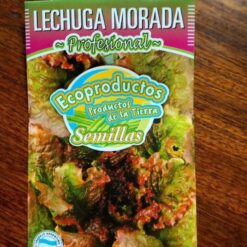 LECHUGA MORADA
~ Profesional ~
Ecoproductos
Productos
de la Tierra
Semillas